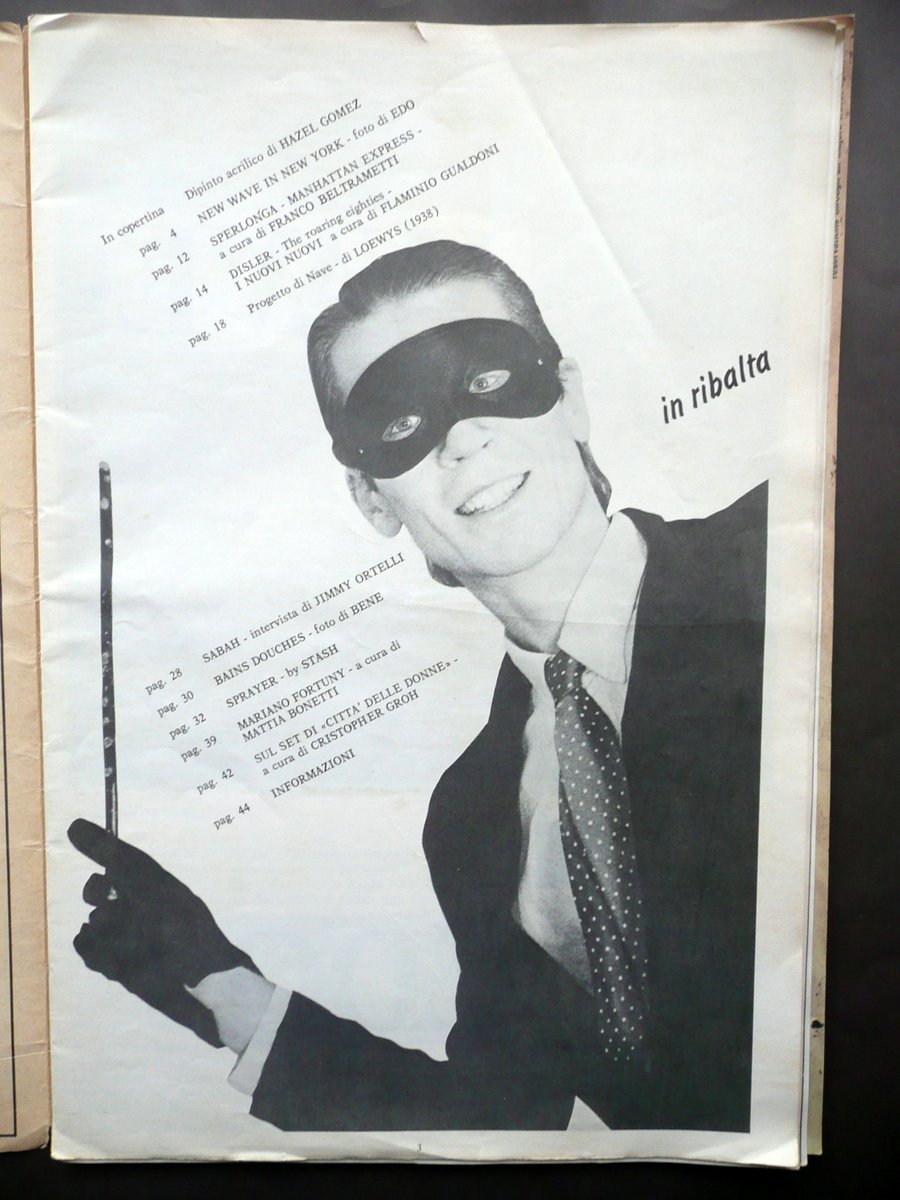 In copertina Dipinto acrilico di HAZEL GOMEZ
pag. 4 NEW WAVE IN NEW YORK - foto di EDO
pag. 12 SPERLONGA - MANHATTAN EXPRESS -
a cura di FRANCO BELTRAMETTI
pag. 14 DISLER - The roaring eighties -
I NUOVI NUOVI a cura di FLAMINIO GUALDONI
pag. 18 Progetto di Nave - di LOEWYS (1938)
in ribalta
pag. 28 SABAH - intervista di JIMMY ORTELLI
pag. 30 BAINS DOUCHES - foto di BENE
pag. 32 SPRAYER - by STASH
pag. 39 MARIANO FORTUNY - a cura di
MATTIA BONETTI
pag. 42 SUL SET DI «CITTA' DELLE DONNE» -
a cura di CRISTOPHER GROH
pag. 44 INFORMAZIONI
3